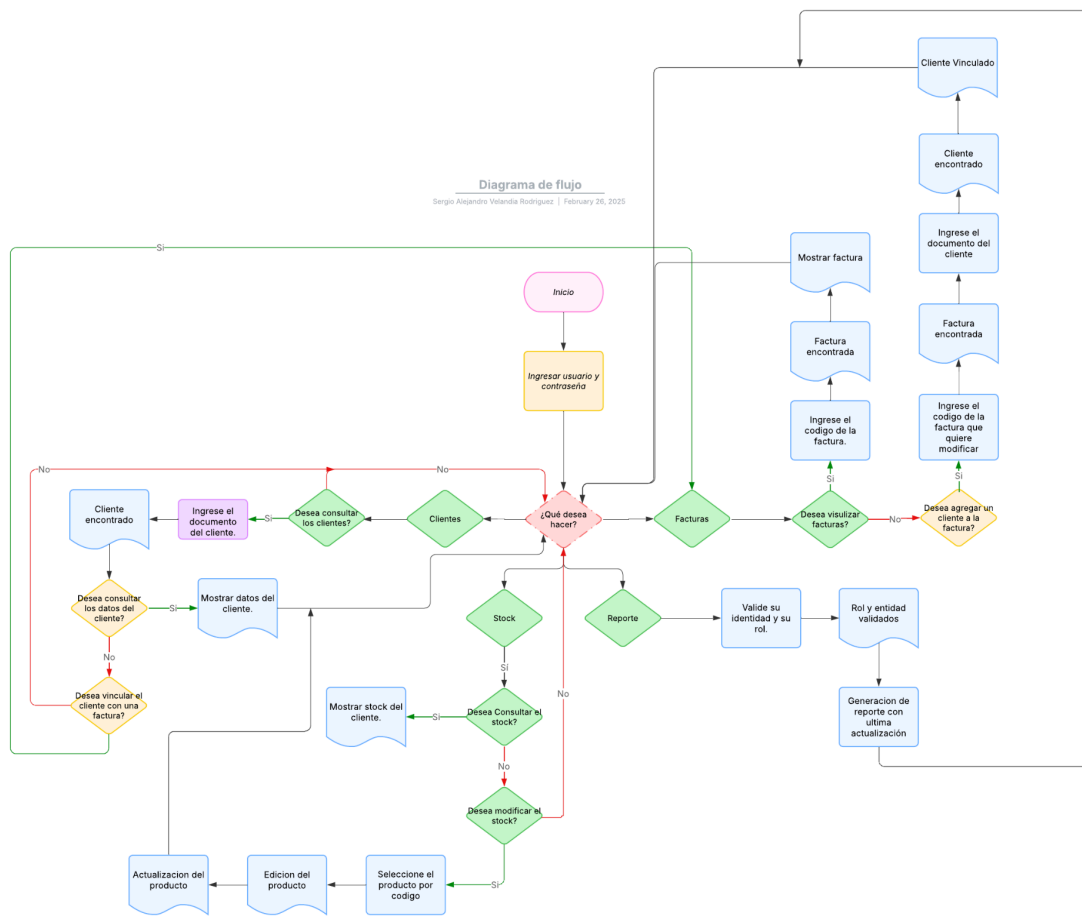 Cliente Vinculado
Cliente
encontrado
Diagrama de flujo
Sergio Alejandro Velandia Rodriguez | February 26, 2025
Ingrese el
documento del
cliente
Si
Mostrar factura
Inicio
Factura
encontrada
Factura
encontrada
Ingresar usuario y
contraseña
Ingrese el
codigo de la
factura.
Ingrese el
codigo de la
factura que
quiere
modificar
No
No
Si
Si
Cliente
encontrado
Ingrese el
documento
del cliente.
Si
Desea consultar
los clientes?
Clientes
¿Qué desea
hacer?
Facturas
Desea visulizar
facturas?
No
Desea agregar un
cliente a la
factura?
Desea consultar
los datos del
cliente?
Si
Mostrar datos del
cliente.
Stock
Reporte
Valide su
identidad y su
rol.
Rol y entidad
validados
No
Sí
No
Desea vincular el
cliente con una
factura?
Mostrar stock del
cliente.
Si
Desea Consultar el
stock?
Generacion de
reporte con
ultima
actualización
No
Desea modificar el
stock?
Actualizacion del
producto
Edicion del
producto
Seleccione el
producto por
codigo
Si